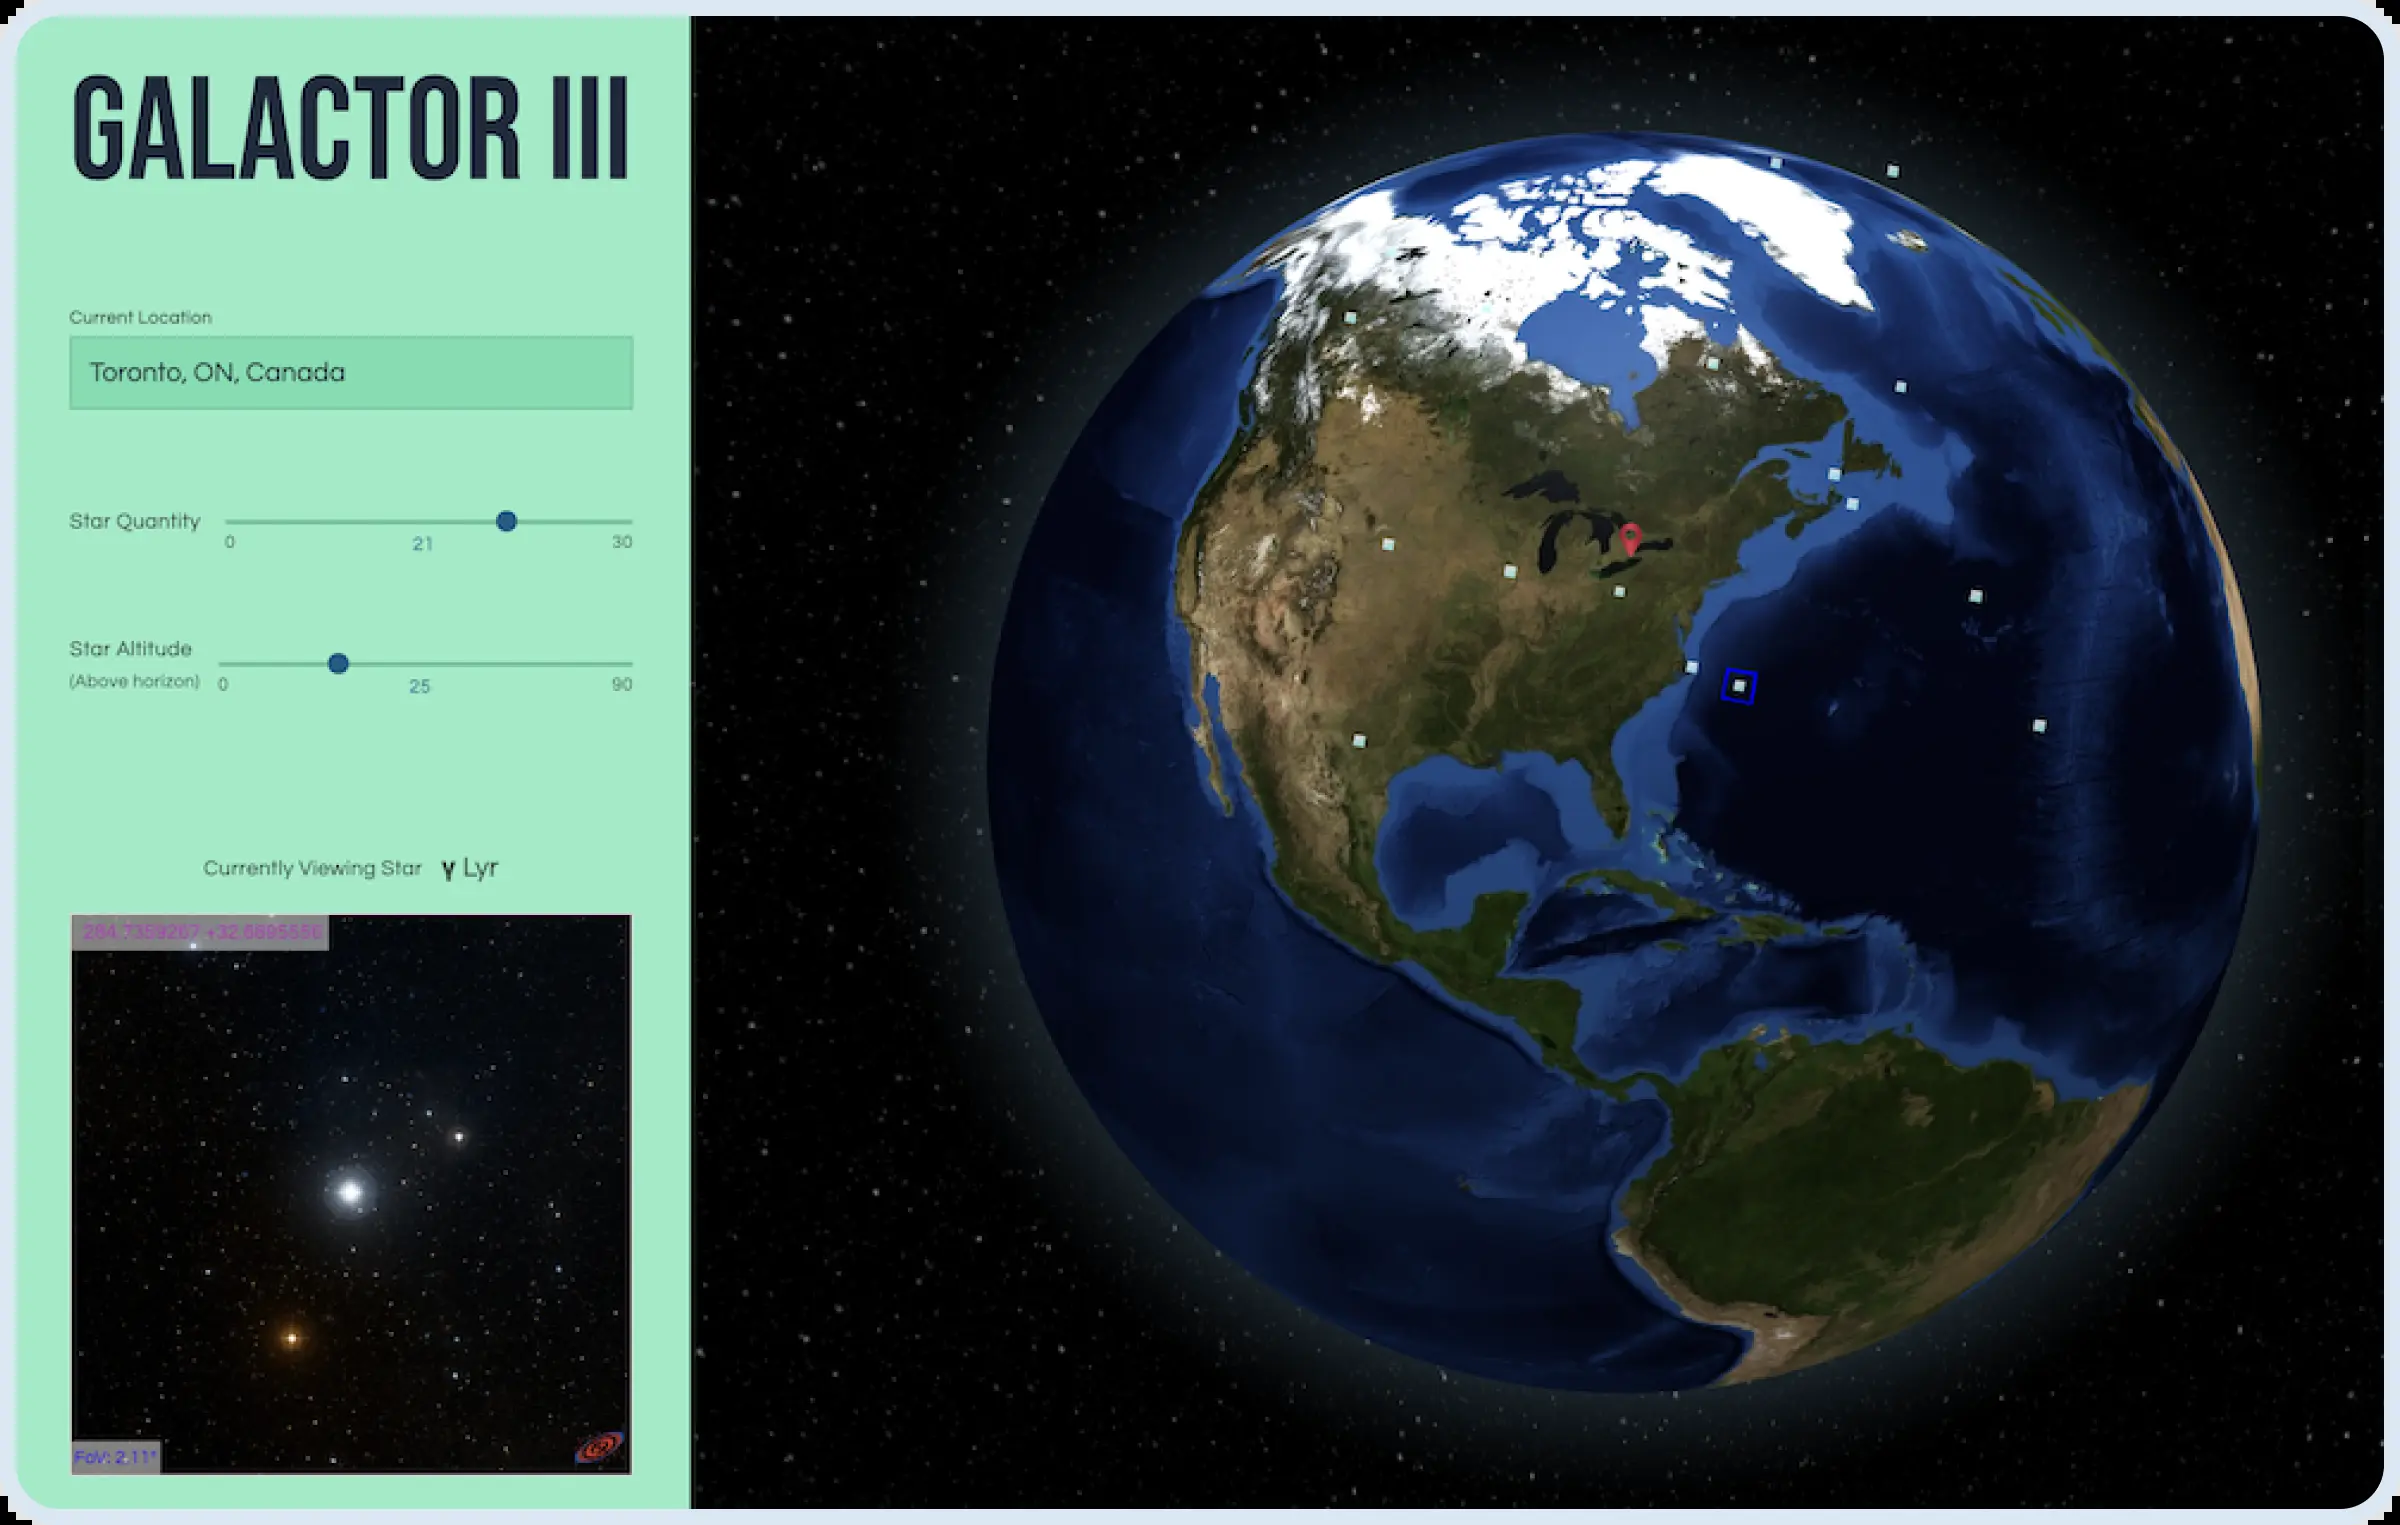 GALACTOR III
Current Location
Toronto, ON, Canada
Star Quantity
0 21 30
Star Altitude
(Above horizon)
0 25 90
Currently Viewing Star γ Lyr
284.7359267 +32.6895556
FoV: 2.11°